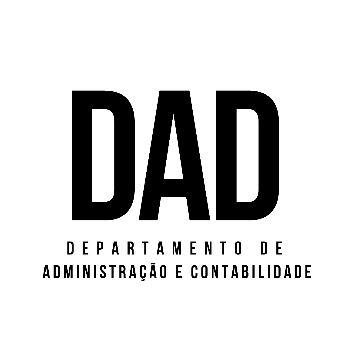 DAD
DEPARTAMENTO DE
ADMINISTRAÇÃO E CONTABILIDADE